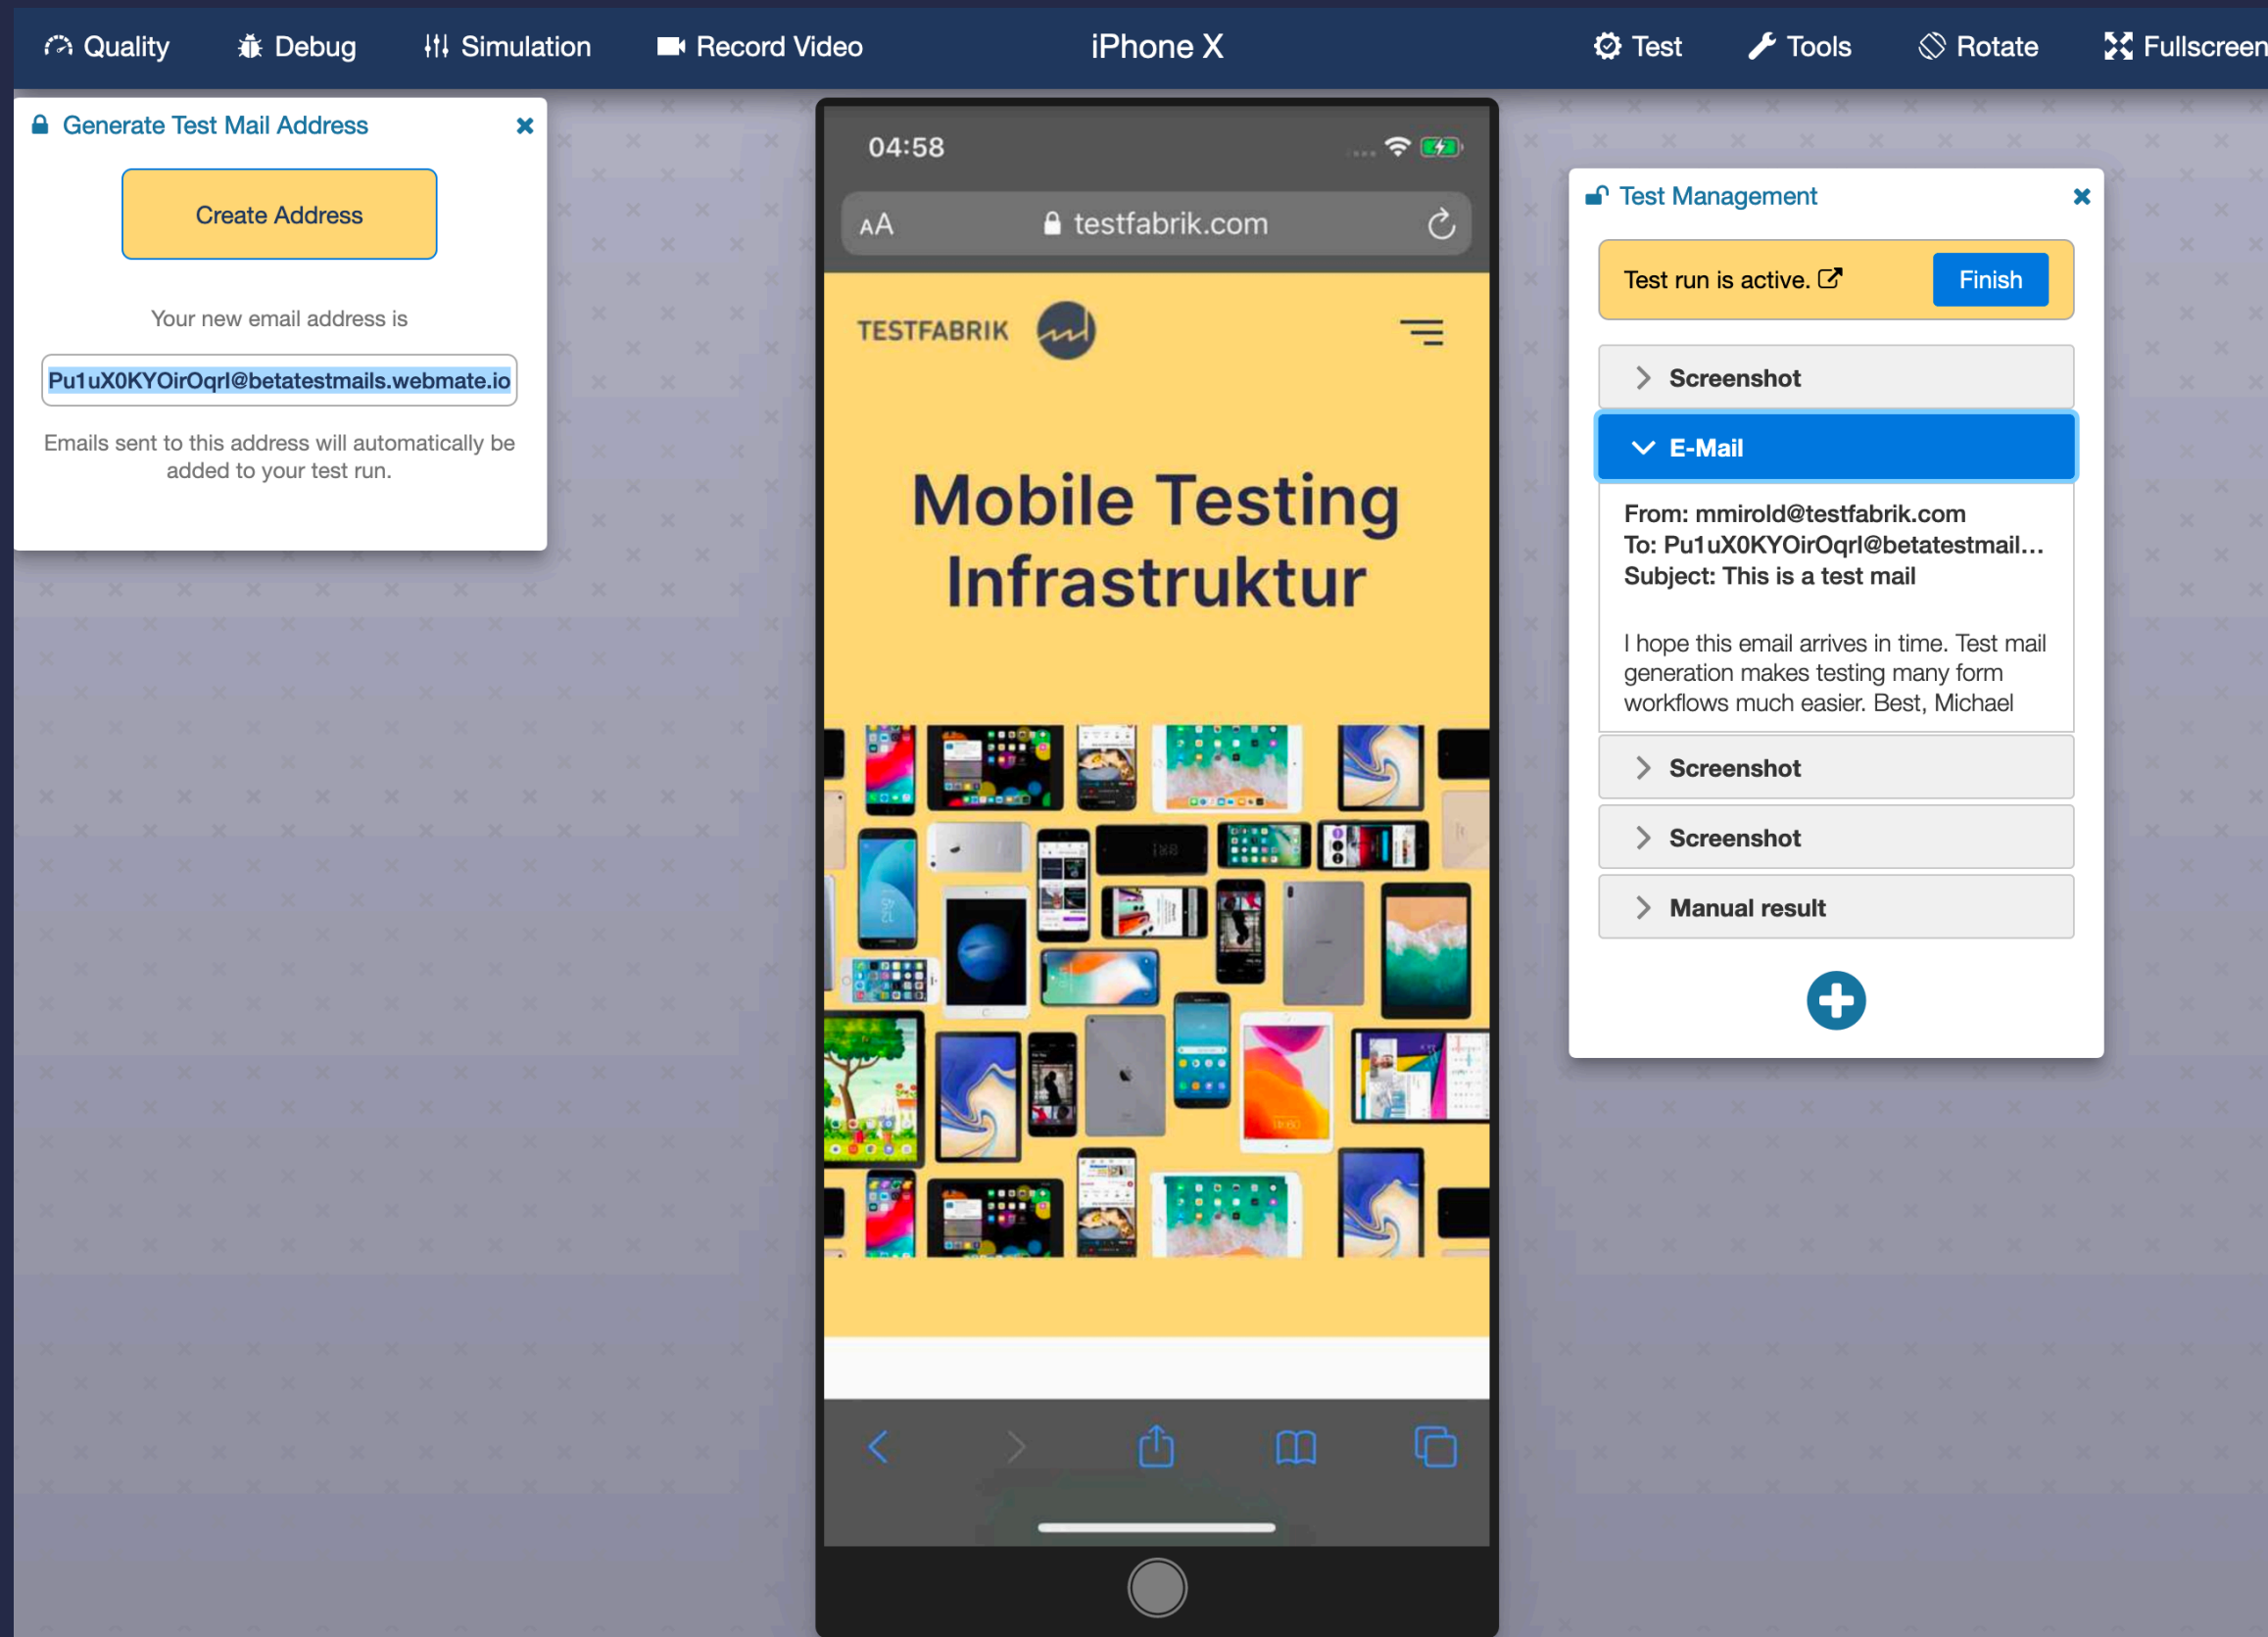 Quality Debug Simulation Record Video iPhone X Test Tools Rotate Fullscreen
Generate Test Mail Address
Create Address
Your new email address is
Pu1uX0KYOirOqrI@betatestmails.webmate.io
Emails sent to this address will automatically be
added to your test run.
04:58
AA testfabrik.com
TESTFABRIK
Mobile Testing
Infrastruktur
Test Management
Test run is active. Finish
Screenshot
E-Mail
From: mmirold@testfabrik.com
To: Pu1uX0KYOirOqrI@betatestmail...
Subject: This is a test mail
I hope this email arrives in time. Test mail
generation makes testing many form
workflows much easier. Best, Michael
Screenshot
Screenshot
Manual result